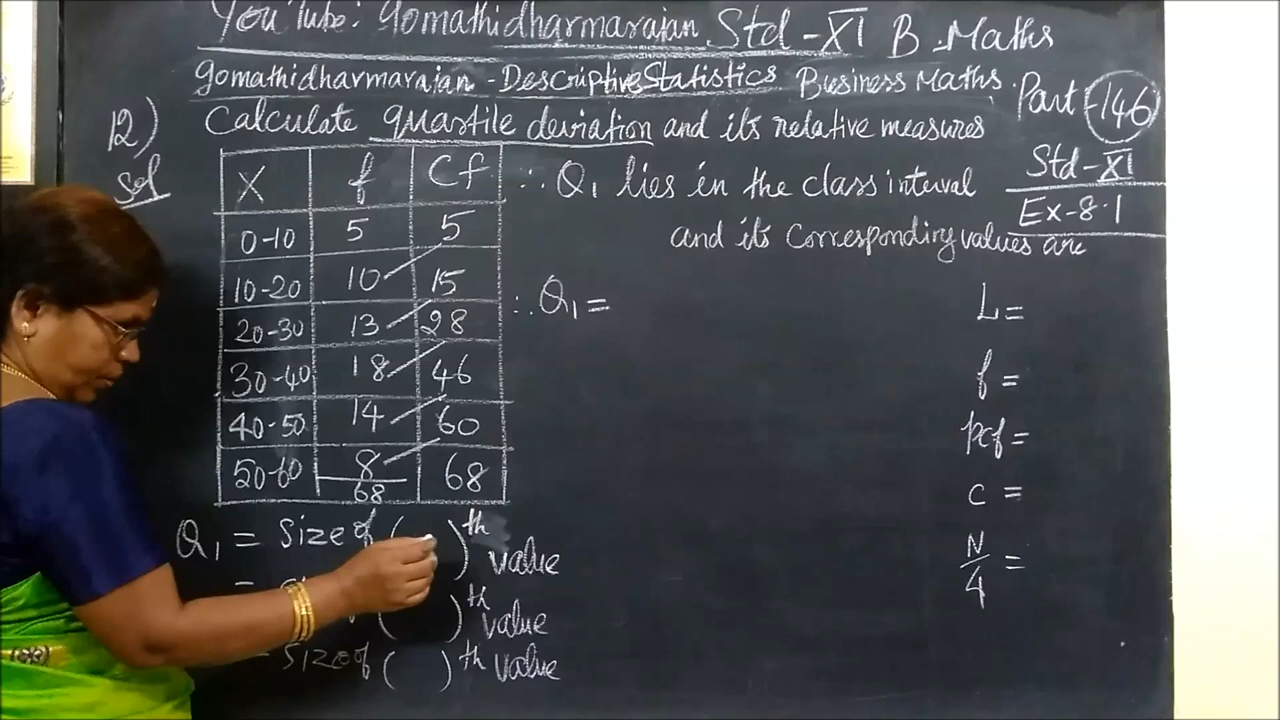 YouTube: gomathidharmarajan Std-XI B.Maths
gomathidharmarajan - Descriptive Statistics Business Maths. Part-146
12) Calculate quartile deviation and its relative measures
Sol
Std-XI
Ex-8.1
X f Cf
0-10 5 5
10-20 10 15
20-30 13 28
30-40 18 46
40-50 14 60
50-60 8 68
68
Q1 = Size of ( )th value
= ( )th value
= Size of ( )th value
∴ Q1 lies in the class interval
and its corresponding values are
∴ Q1 =
L =
f =
pcf =
c =
N/4 =